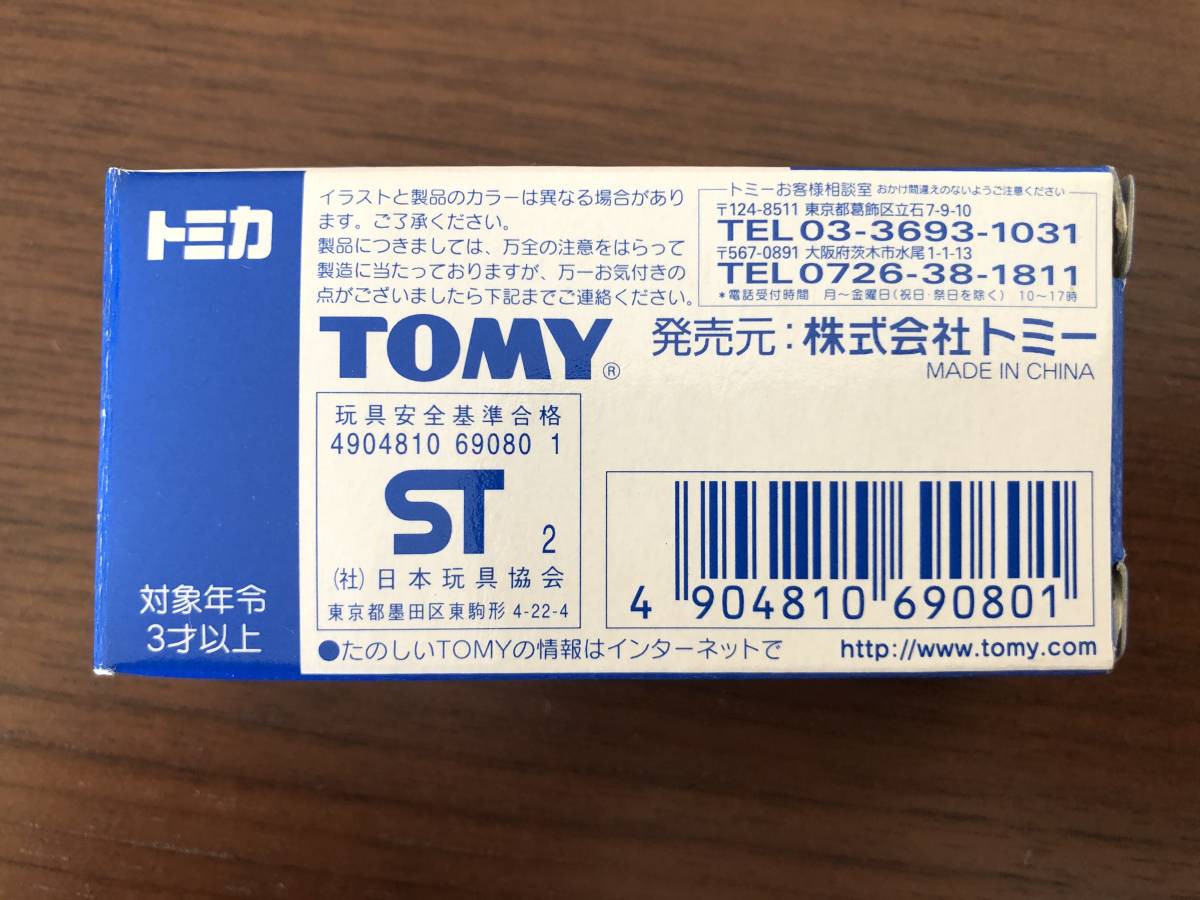 トミカ
対象年令
3才以上
イラストと製品のカラーは異なる場合があり
ます。ご了承ください。
製品につきましては、万全の注意をはらって
製造に当たっておりますが、万一お気付きの
点がございましたら下記までご連絡ください。
トミーお客様相談室 おかけ間違えのないようご注意ください
〒124-8511 東京都葛飾区立石7-9-10
TEL 03-3693-1031
〒567-0891 大阪府茨木市水尾1-1-13
TEL 0726-38-1811
*電話受付時間 月~金曜日(祝日・祭日を除く) 10~17時
TOMY®
発売元:株式会社トミー
MADE IN CHINA
玩具安全基準合格
4904810 69080 1
ST 2
(社)日本玩具協会
東京都墨田区東駒形 4-22-4
4 904810 690801
●たのしいTOMYの情報はインターネットで http://www.tomy.com